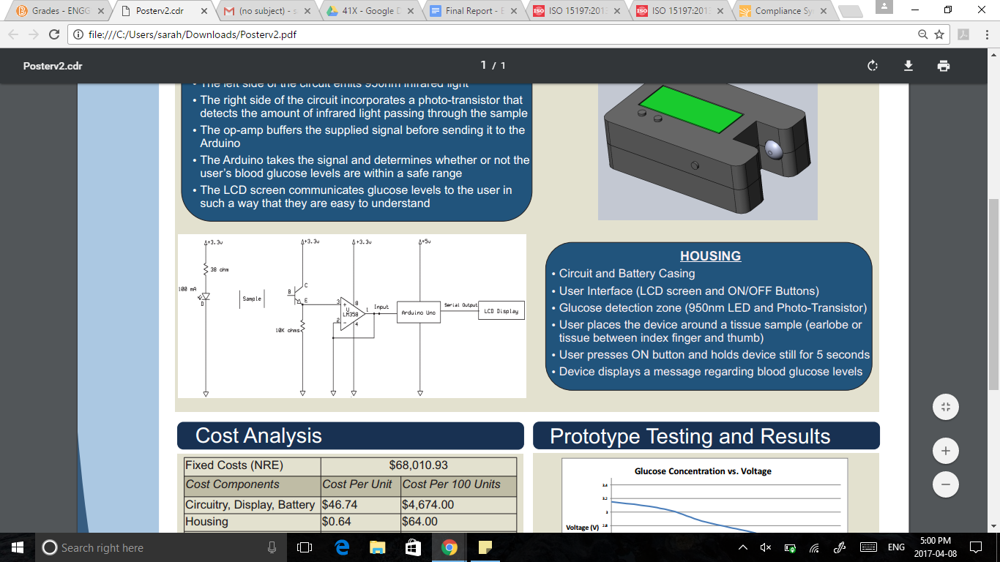 Grades - ENGG
Posterv2.cdr
(no subject) - s
41X - Google D
Final Report - E
ISO 15197:2013
ISO 15197:2013
Compliance Sy
file:///C:/Users/sarah/Downloads/Posterv2.pdf
Posterv2.cdr
1 / 1
• The left side of the circuit emits 950nm infrared light
• The right side of the circuit incorporates a photo-transistor that
detects the amount of infrared light passing through the sample
• The op-amp buffers the supplied signal before sending it to the
Arduino
• The Arduino takes the signal and determines whether or not the
user's blood glucose levels are within a safe range
• The LCD screen communicates glucose levels to the user in
such a way that they are easy to understand
+3.3v
+3.3v
+3.3v
+5v
38 ohm
100 mA
D
Sample
B
C
E
10K ohms
3
8
+
U
LM358
1
2
-
4
Input
Arduino Uno
Serial Output
LCD Display
HOUSING
• Circuit and Battery Casing
• User Interface (LCD screen and ON/OFF Buttons)
• Glucose detection zone (950nm LED and Photo-Transistor)
• User places the device around a tissue sample (earlobe or
tissue between index finger and thumb)
• User presses ON button and holds device still for 5 seconds
• Device displays a message regarding blood glucose levels
Cost Analysis
Fixed Costs (NRE) $68,010.93
Cost Components Cost Per Unit Cost Per 100 Units
Circuitry, Display, Battery $46.74 $4,674.00
Housing $0.64 $64.00
Prototype Testing and Results
Glucose Concentration vs. Voltage
3.4
3.2
3
2.8
Voltage (V)
Search right here
ENG
5:00 PM
2017-04-08